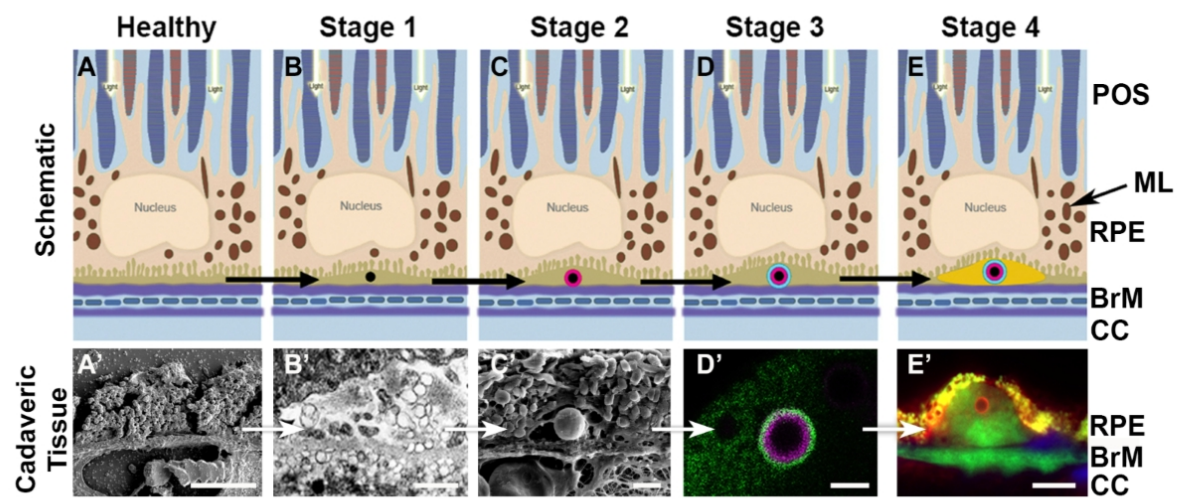 Healthy
Stage 1
Stage 2
Stage 3
Stage 4
Schematic
A
B
C
D
E
Light
Light
Light
Light
Light
Light
Light
Light
Light
Light
POS
ML
Nucleus
Nucleus
Nucleus
Nucleus
Nucleus
RPE
BrM
CC
Cadaveric
Tissue
A’
B’
C’
D’
E’
RPE
BrM
CC